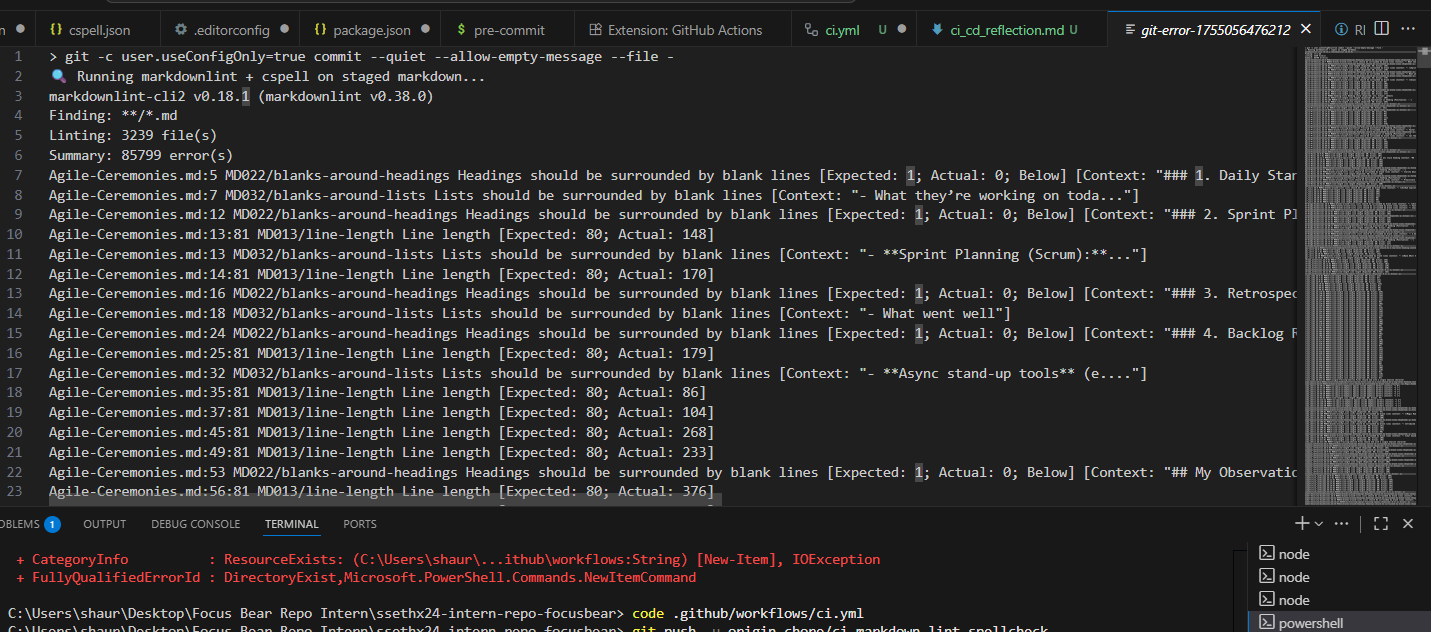 n cspell.json .editorconfig package.json pre-commit Extension: GitHub Actions ci.yml U ci_cd_reflection.md U git-error-1755056476212 RI
1 > git -c user.useConfigOnly=true commit --quiet --allow-empty-message --file -
2 🔍 Running markdownlint + cspell on staged markdown...
3 markdownlint-cli2 v0.18.1 (markdownlint v0.38.0)
4 Finding: **/*.md
5 Linting: 3239 file(s)
6 Summary: 85799 error(s)
7 Agile-Ceremonies.md:5 MD022/blanks-around-headings Headings should be surrounded by blank lines [Expected: 1; Actual: 0; Below] [Context: "### 1. Daily Stan
8 Agile-Ceremonies.md:7 MD032/blanks-around-lists Lists should be surrounded by blank lines [Context: "- What they’re working on toda..."]
9 Agile-Ceremonies.md:12 MD022/blanks-around-headings Headings should be surrounded by blank lines [Expected: 1; Actual: 0; Below] [Context: "### 2. Sprint Pl
10 Agile-Ceremonies.md:13:81 MD013/line-length Line length [Expected: 80; Actual: 148]
11 Agile-Ceremonies.md:13 MD032/blanks-around-lists Lists should be surrounded by blank lines [Context: "- **Sprint Planning (Scrum):**..."]
12 Agile-Ceremonies.md:14:81 MD013/line-length Line length [Expected: 80; Actual: 170]
13 Agile-Ceremonies.md:16 MD022/blanks-around-headings Headings should be surrounded by blank lines [Expected: 1; Actual: 0; Below] [Context: "### 3. Retrospec
14 Agile-Ceremonies.md:18 MD032/blanks-around-lists Lists should be surrounded by blank lines [Context: "- What went well"]
15 Agile-Ceremonies.md:24 MD022/blanks-around-headings Headings should be surrounded by blank lines [Expected: 1; Actual: 0; Below] [Context: "### 4. Backlog R
16 Agile-Ceremonies.md:25:81 MD013/line-length Line length [Expected: 80; Actual: 179]
17 Agile-Ceremonies.md:32 MD032/blanks-around-lists Lists should be surrounded by blank lines [Context: "- **Async stand-up tools** (e...."]
18 Agile-Ceremonies.md:35:81 MD013/line-length Line length [Expected: 80; Actual: 86]
19 Agile-Ceremonies.md:37:81 MD013/line-length Line length [Expected: 80; Actual: 104]
20 Agile-Ceremonies.md:45:81 MD013/line-length Line length [Expected: 80; Actual: 268]
21 Agile-Ceremonies.md:49:81 MD013/line-length Line length [Expected: 80; Actual: 233]
22 Agile-Ceremonies.md:53 MD022/blanks-around-headings Headings should be surrounded by blank lines [Expected: 1; Actual: 0; Below] [Context: "## My Observatio
23 Agile-Ceremonies.md:56:81 MD013/line-length Line length [Expected: 80; Actual: 376]
OBLEMS 1 OUTPUT DEBUG CONSOLE TERMINAL PORTS
+ CategoryInfo : ResourceExists: (C:\Users\shaur\...ithub\workflows:String) [New-Item], IOException
+ FullyQualifiedErrorId : DirectoryExist,Microsoft.PowerShell.Commands.NewItemCommand
C:\Users\shaur\Desktop\Focus Bear Repo Intern\ssethx24-intern-repo-focusbear> code .github/workflows/ci.yml
C:\Users\shaur\Desktop\Focus Bear Repo Intern\ssethx24-intern-repo-focusbear> git push -u origin chore/ci-markdown-lint-spellcheck
node
node
node
powershell